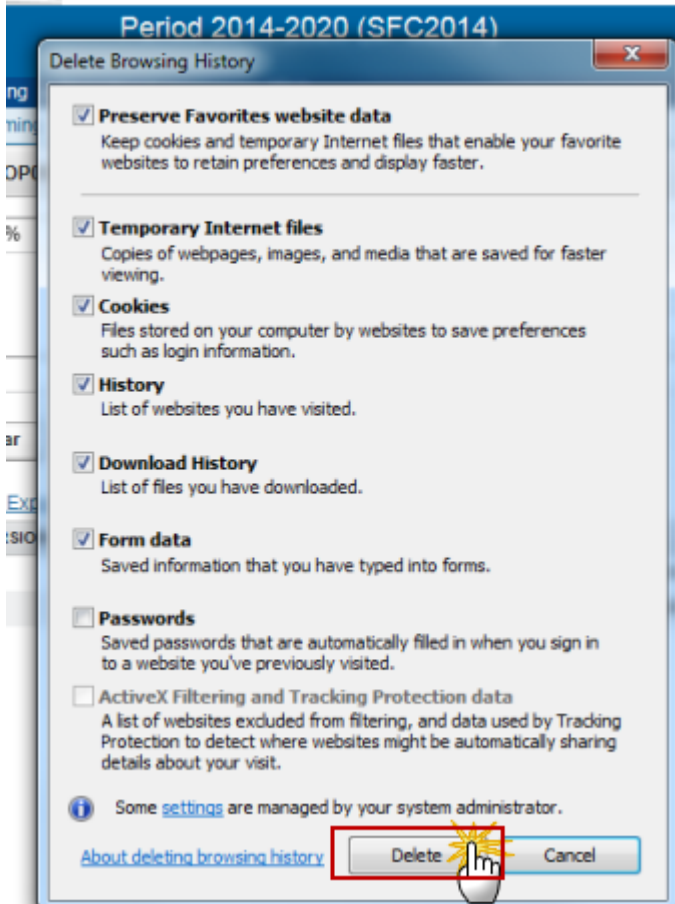 Period 2014-2020 (SFC2014)
Delete Browsing History
ng
ming
OPO
%
ar
Exp
RSIO
Preserve Favorites website data
Keep cookies and temporary Internet files that enable your favorite
websites to retain preferences and display faster.
Temporary Internet files
Copies of webpages, images, and media that are saved for faster
viewing.
Cookies
Files stored on your computer by websites to save preferences
such as login information.
History
List of websites you have visited.
Download History
List of files you have downloaded.
Form data
Saved information that you have typed into forms.
Passwords
Saved passwords that are automatically filled in when you sign in
to a website you've previously visited.
ActiveX Filtering and Tracking Protection data
A list of websites excluded from filtering, and data used by Tracking
Protection to detect where websites might be automatically sharing
details about your visit.
Some settings are managed by your system administrator.
About deleting browsing history Delete Cancel